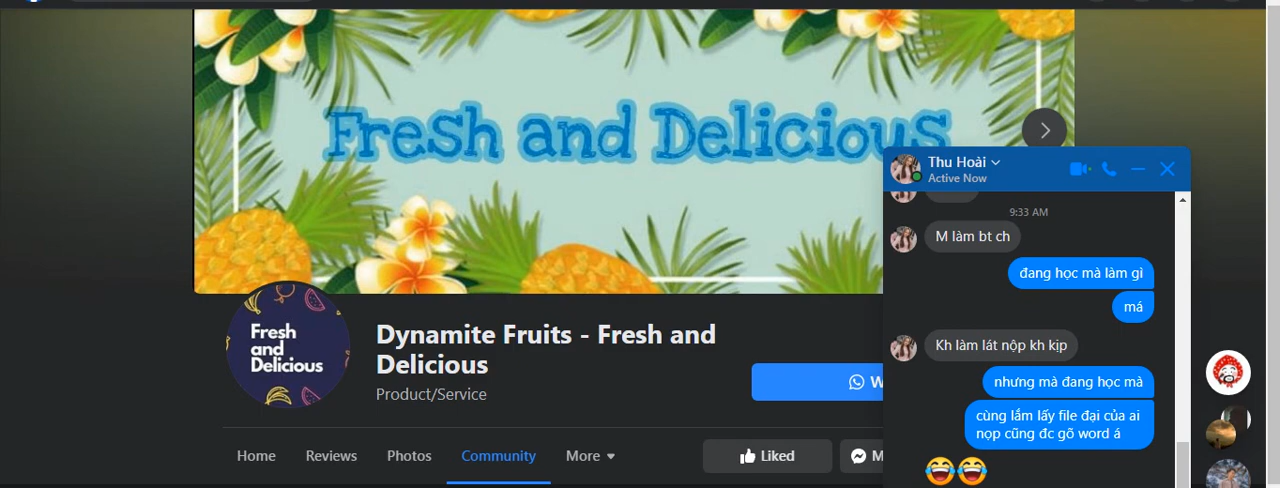 Fresh and Delicious
Fresh
and
Delicious
Dynamite Fruits - Fresh and
Delicious
Product/Service
Home
Reviews
Photos
Community
More
Liked
Thu Hoài
Active Now
9:33 AM
M làm bt ch
đang học mà làm gì
má
Kh làm lát nộp kh kịp
nhưng mà đang học mà
cùng lắm lấy file đại của ai
nọp cũng đc gõ word á